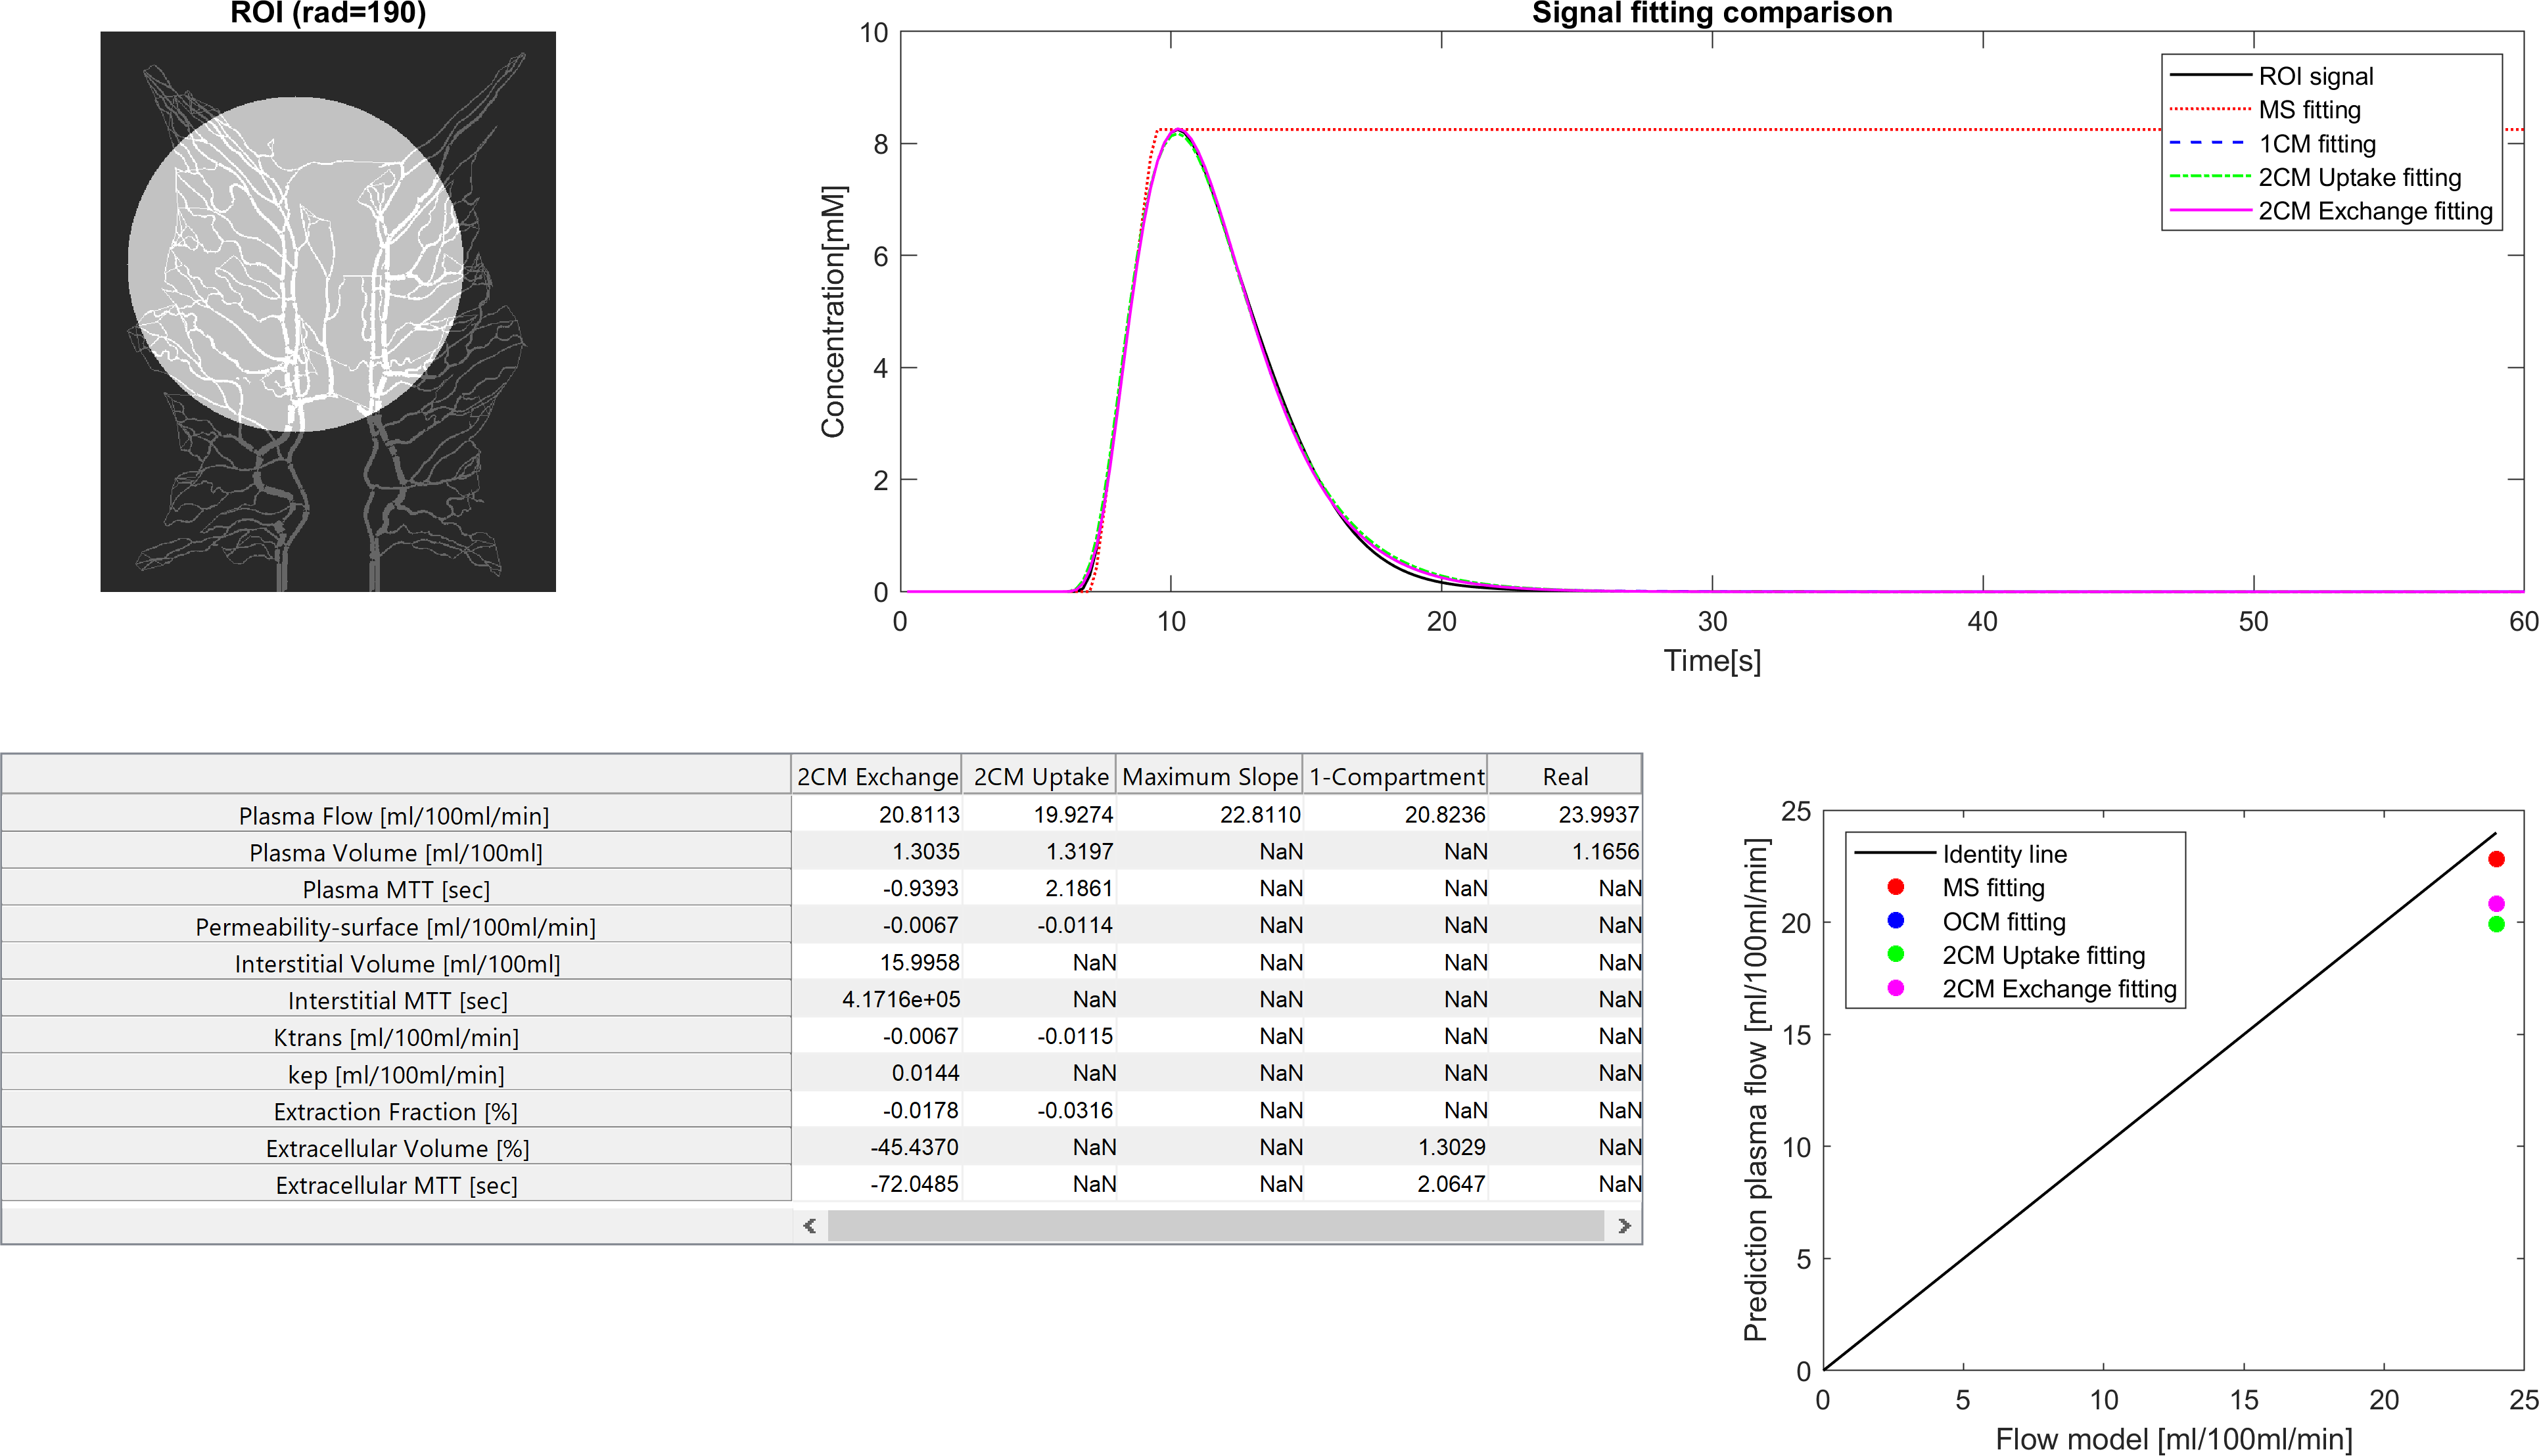 ROI (rad=190)
Signal fitting comparison
10
8
6
4
2
0
Concentration[mM]
0 10 20 30 40 50 60
Time[s]
ROI signal
MS fitting
1CM fitting
2CM Uptake fitting
2CM Exchange fitting
2CM Exchange 2CM Uptake Maximum Slope 1-Compartment Real
Plasma Flow [ml/100ml/min] 20.8113 19.9274 22.8110 20.8236 23.9937
Plasma Volume [ml/100ml] 1.3035 1.3197 NaN NaN 1.1656
Plasma MTT [sec] -0.9393 2.1861 NaN NaN NaN
Permeability-surface [ml/100ml/min] -0.0067 -0.0114 NaN NaN NaN
Interstitial Volume [ml/100ml] 15.9958 NaN NaN NaN NaN
Interstitial MTT [sec] 4.1716e+05 NaN NaN NaN NaN
Ktrans [ml/100ml/min] -0.0067 -0.0115 NaN NaN NaN
kep [ml/100ml/min] 0.0144 NaN NaN NaN NaN
Extraction Fraction [%] -0.0178 -0.0316 NaN NaN NaN
Extracellular Volume [%] -45.4370 NaN NaN 1.3029 NaN
Extracellular MTT [sec] -72.0485 NaN NaN 2.0647 NaN
25
20
15
10
5
0
Prediction plasma flow [ml/100ml/min]
Identity line
MS fitting
OCM fitting
2CM Uptake fitting
2CM Exchange fitting
0 5 10 15 20 25
Flow model [ml/100ml/min]